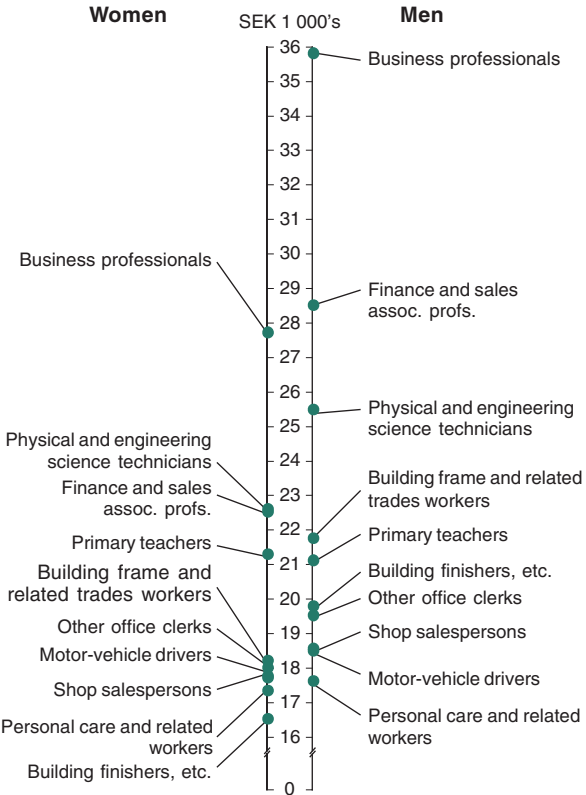 Women
SEK 1 000's
Men
36
35
34
33
32
31
30
29
28
27
26
25
24
23
22
21
20
19
18
17
16
0
Business professionals
Physical and engineering
science technicians
Finance and sales
assoc. profs.
Primary teachers
Building frame and
related trades workers
Other office clerks
Motor-vehicle drivers
Shop salespersons
Personal care and related
workers
Building finishers, etc.
Business professionals
Finance and sales
assoc. profs.
Physical and engineering
science technicians
Building frame and related
trades workers
Primary teachers
Building finishers, etc.
Other office clerks
Shop salespersons
Motor-vehicle drivers
Personal care and related
workers